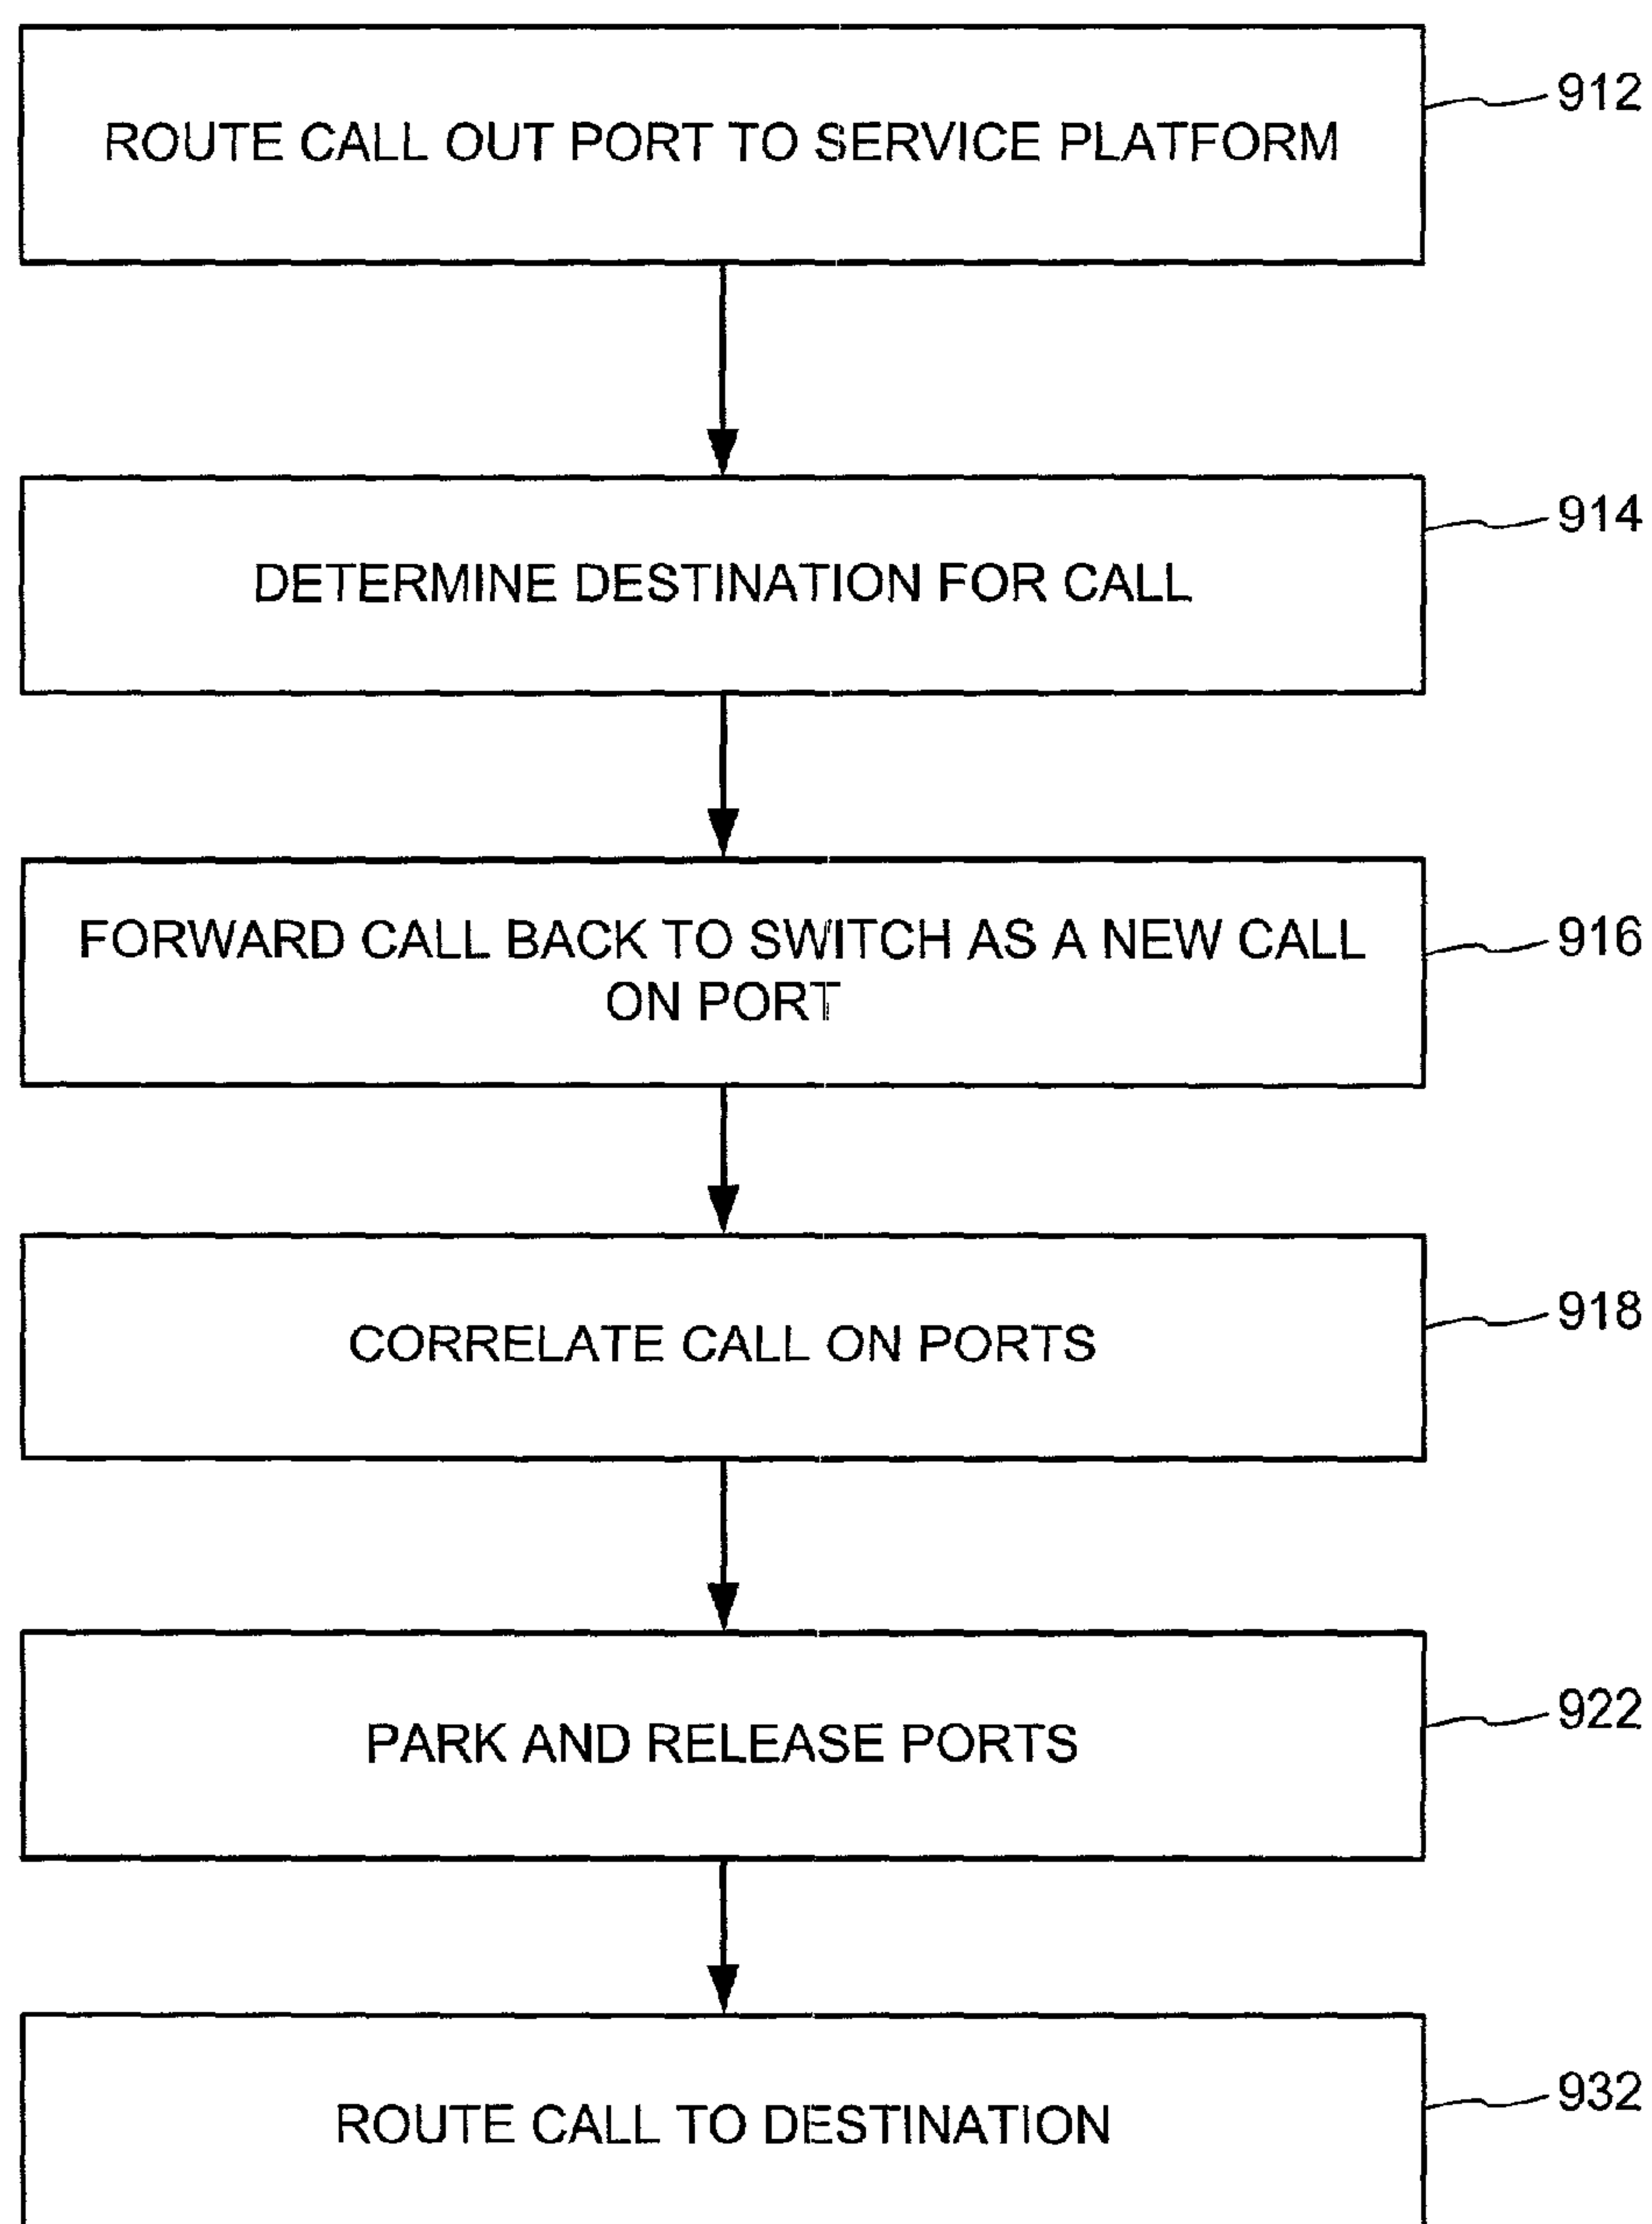 ROUTE CALL OUT PORT TO SERVICE PLATFORM
912
DETERMINE DESTINATION FOR CALL
914
FORWARD CALL BACK TO SWITCH AS A NEW CALL
ON PORT
916
CORRELATE CALL ON PORTS
918
PARK AND RELEASE PORTS
922
ROUTE CALL TO DESTINATION
932